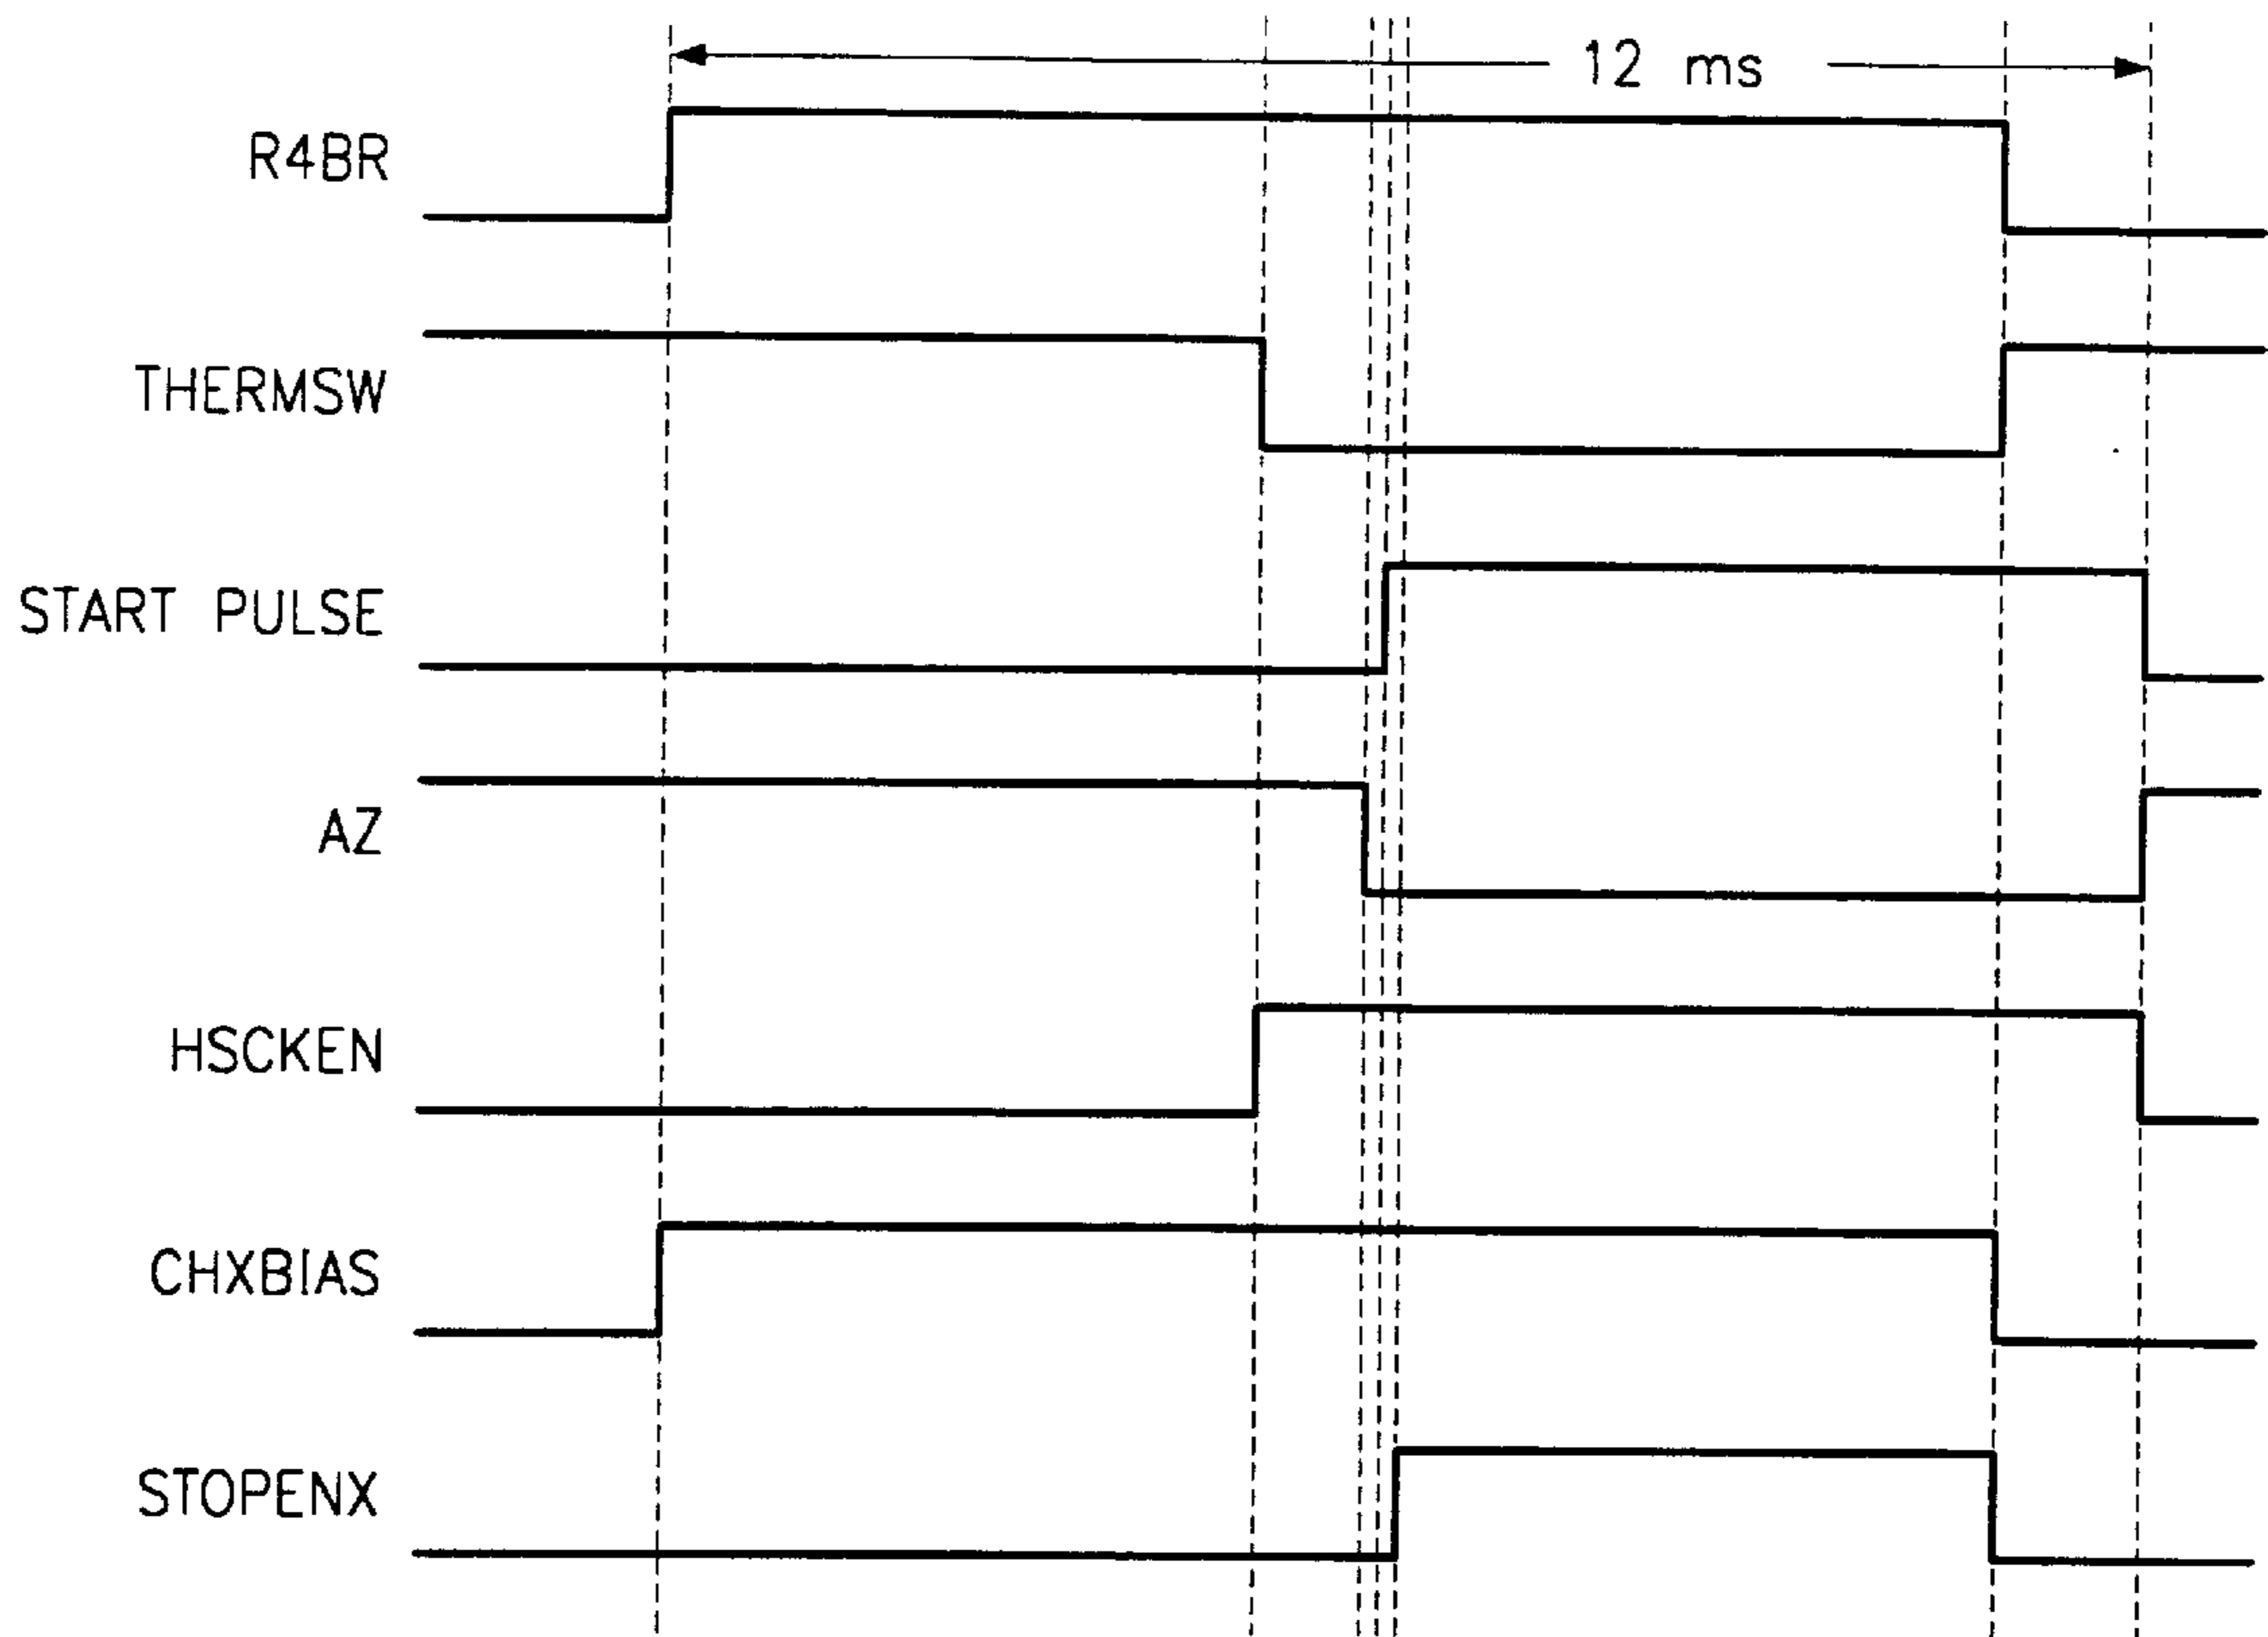 12 ms
R4BR
THERMSW
START PULSE
AZ
HSCKEN
CHXBIAS
STOPENX